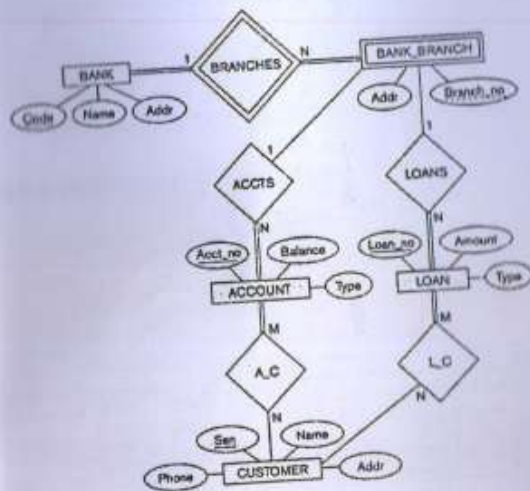 1 BRANCHES N BANK_BRANCH
BANK
Code Name Addr
Addr Branch_no
1 1
ACCTS LOANS
N N
Acct_no Balance Loan_no Amount
ACCOUNT Type LOAN Type
M M
A_C L_C
N N
Ssn Name
Phone CUSTOMER Addr